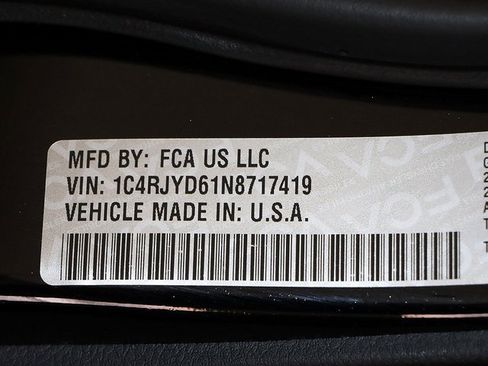 MFD BY: FCA US LLC
VIN: 1C4RJYD61N8717419
VEHICLE MADE IN: U.S.A.